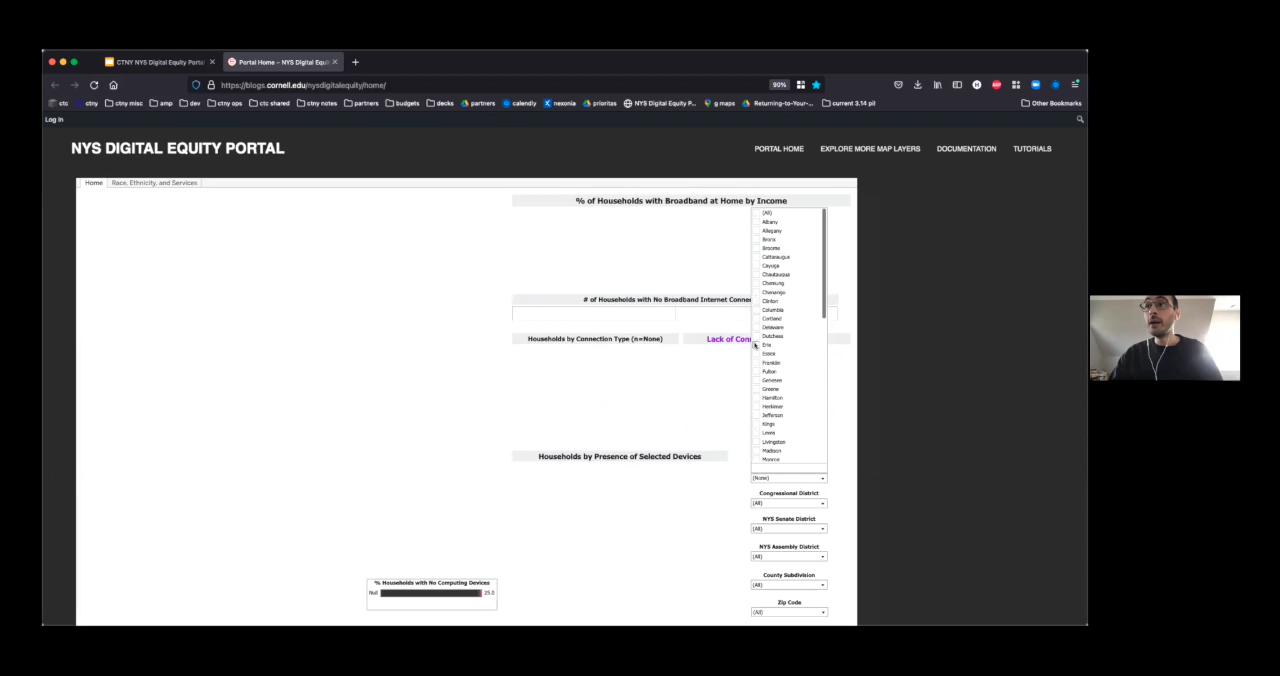 CTNY NYS Digital Equity Portal
Portal Home – NYS Digital Equi
https://blogs.cornell.edu/nysdigitalequity/home/
90%
ctc ctny ctny misc amp dev ctny ops ctc shared ctny notes partners budgets decks partners calendly nexonia prioritas NYS Digital Equity P... g maps Returning-to-Your-... current 3.14 pil Other Bookmarks
Log In
NYS DIGITAL EQUITY PORTAL
PORTAL HOME EXPLORE MORE MAP LAYERS DOCUMENTATION TUTORIALS
Home Race, Ethnicity, and Services
% of Households with Broadband at Home by Income
(All)
Albany
Allegany
Bronx
Broome
Cattaraugus
Cayuga
Chautauqua
Chemung
Chenango
Clinton
Columbia
Cortland
Delaware
Dutchess
Erie
Essex
Franklin
Fulton
Genesee
Greene
Hamilton
Herkimer
Jefferson
Kings
Lewis
Livingston
Madison
Monroe
# of Households with No Broadband Internet Connec
Households by Connection Type (n=None)
Lack of Conn
Households by Presence of Selected Devices
(None)
Congressional District
(All)
NYS Senate District
(All)
NYS Assembly District
(All)
County Subdivision
(All)
Zip Code
(All)
% Households with No Computing Devices
Null 25.0